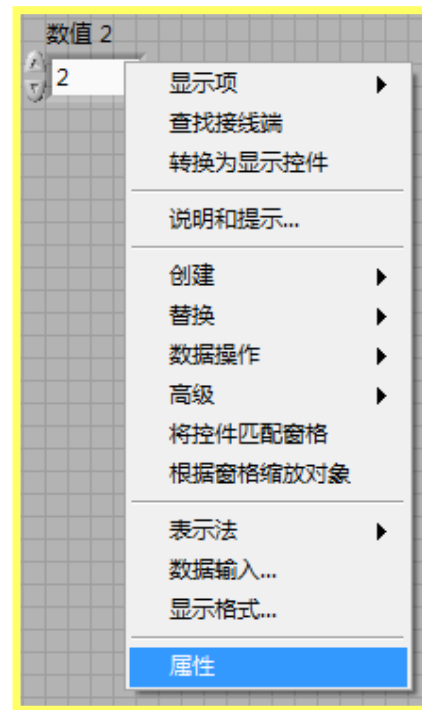 数值 2
2
显示项
查找接线端
转换为显示控件
说明和提示...
创建
替换
数据操作
高级
将控件匹配窗格
根据窗格缩放对象
表示法
数据输入...
显示格式...
属性